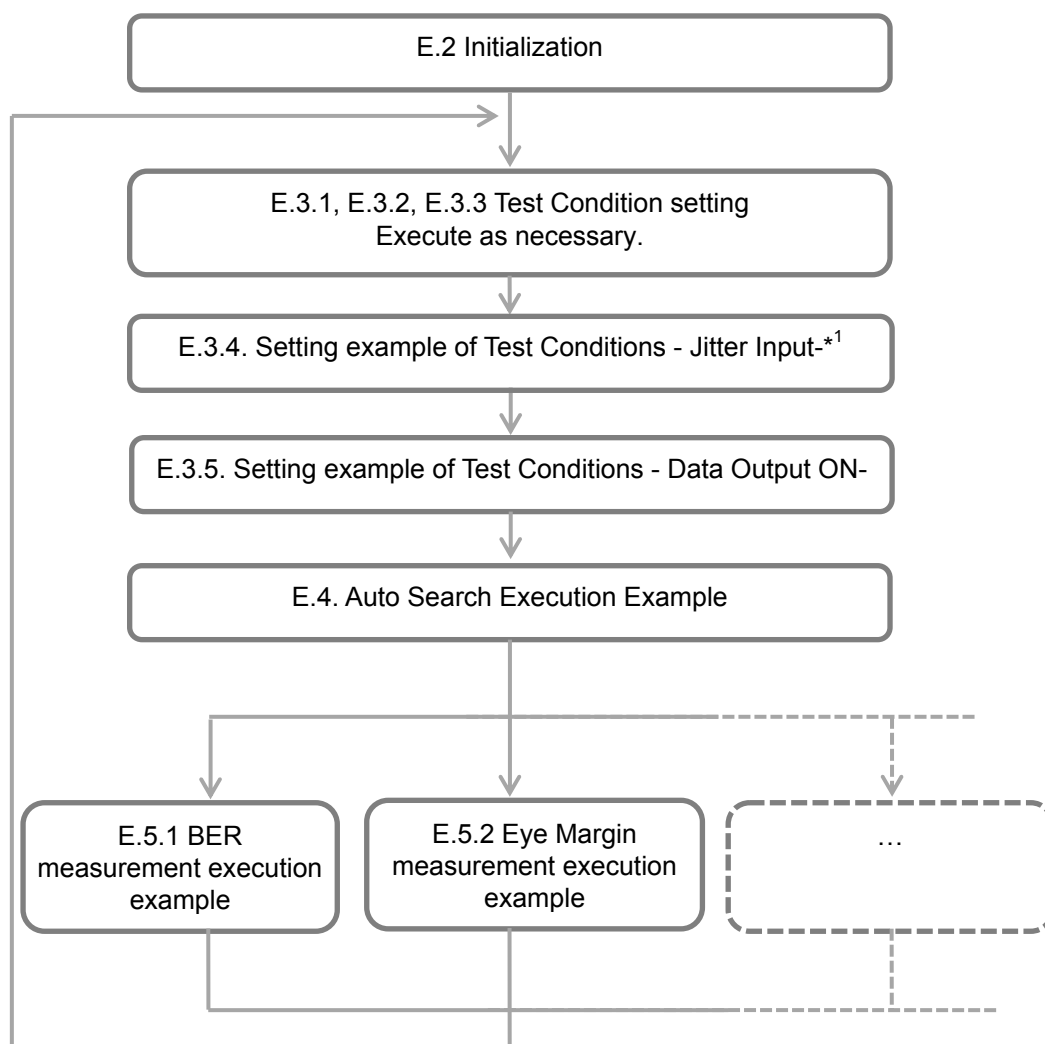 E.2 Initialization
E.3.1, E.3.2, E.3.3 Test Condition setting
Execute as necessary.
E.3.4. Setting example of Test Conditions - Jitter Input-*1
E.3.5. Setting example of Test Conditions - Data Output ON-
E.4. Auto Search Execution Example
E.5.1 BER
measurement execution
example
E.5.2 Eye Margin
measurement execution
example
…